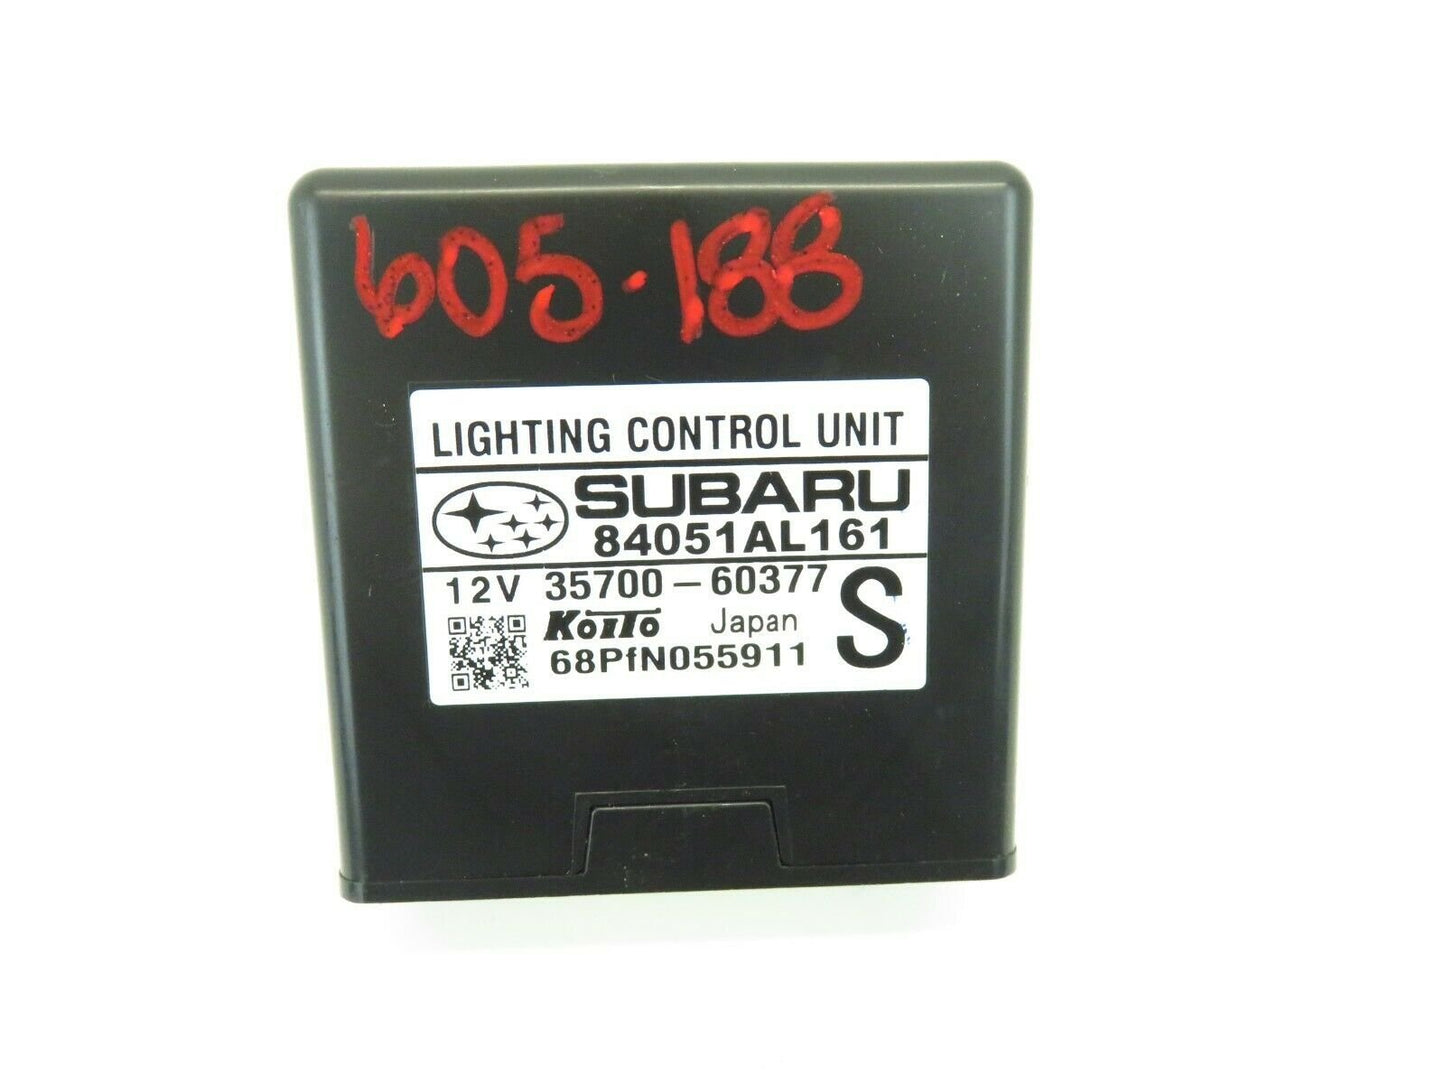 605-188
LIGHTING CONTROL UNIT
SUBARU
84051AL161
12V 35700-60377 S
KoiTo Japan
68PfN055911